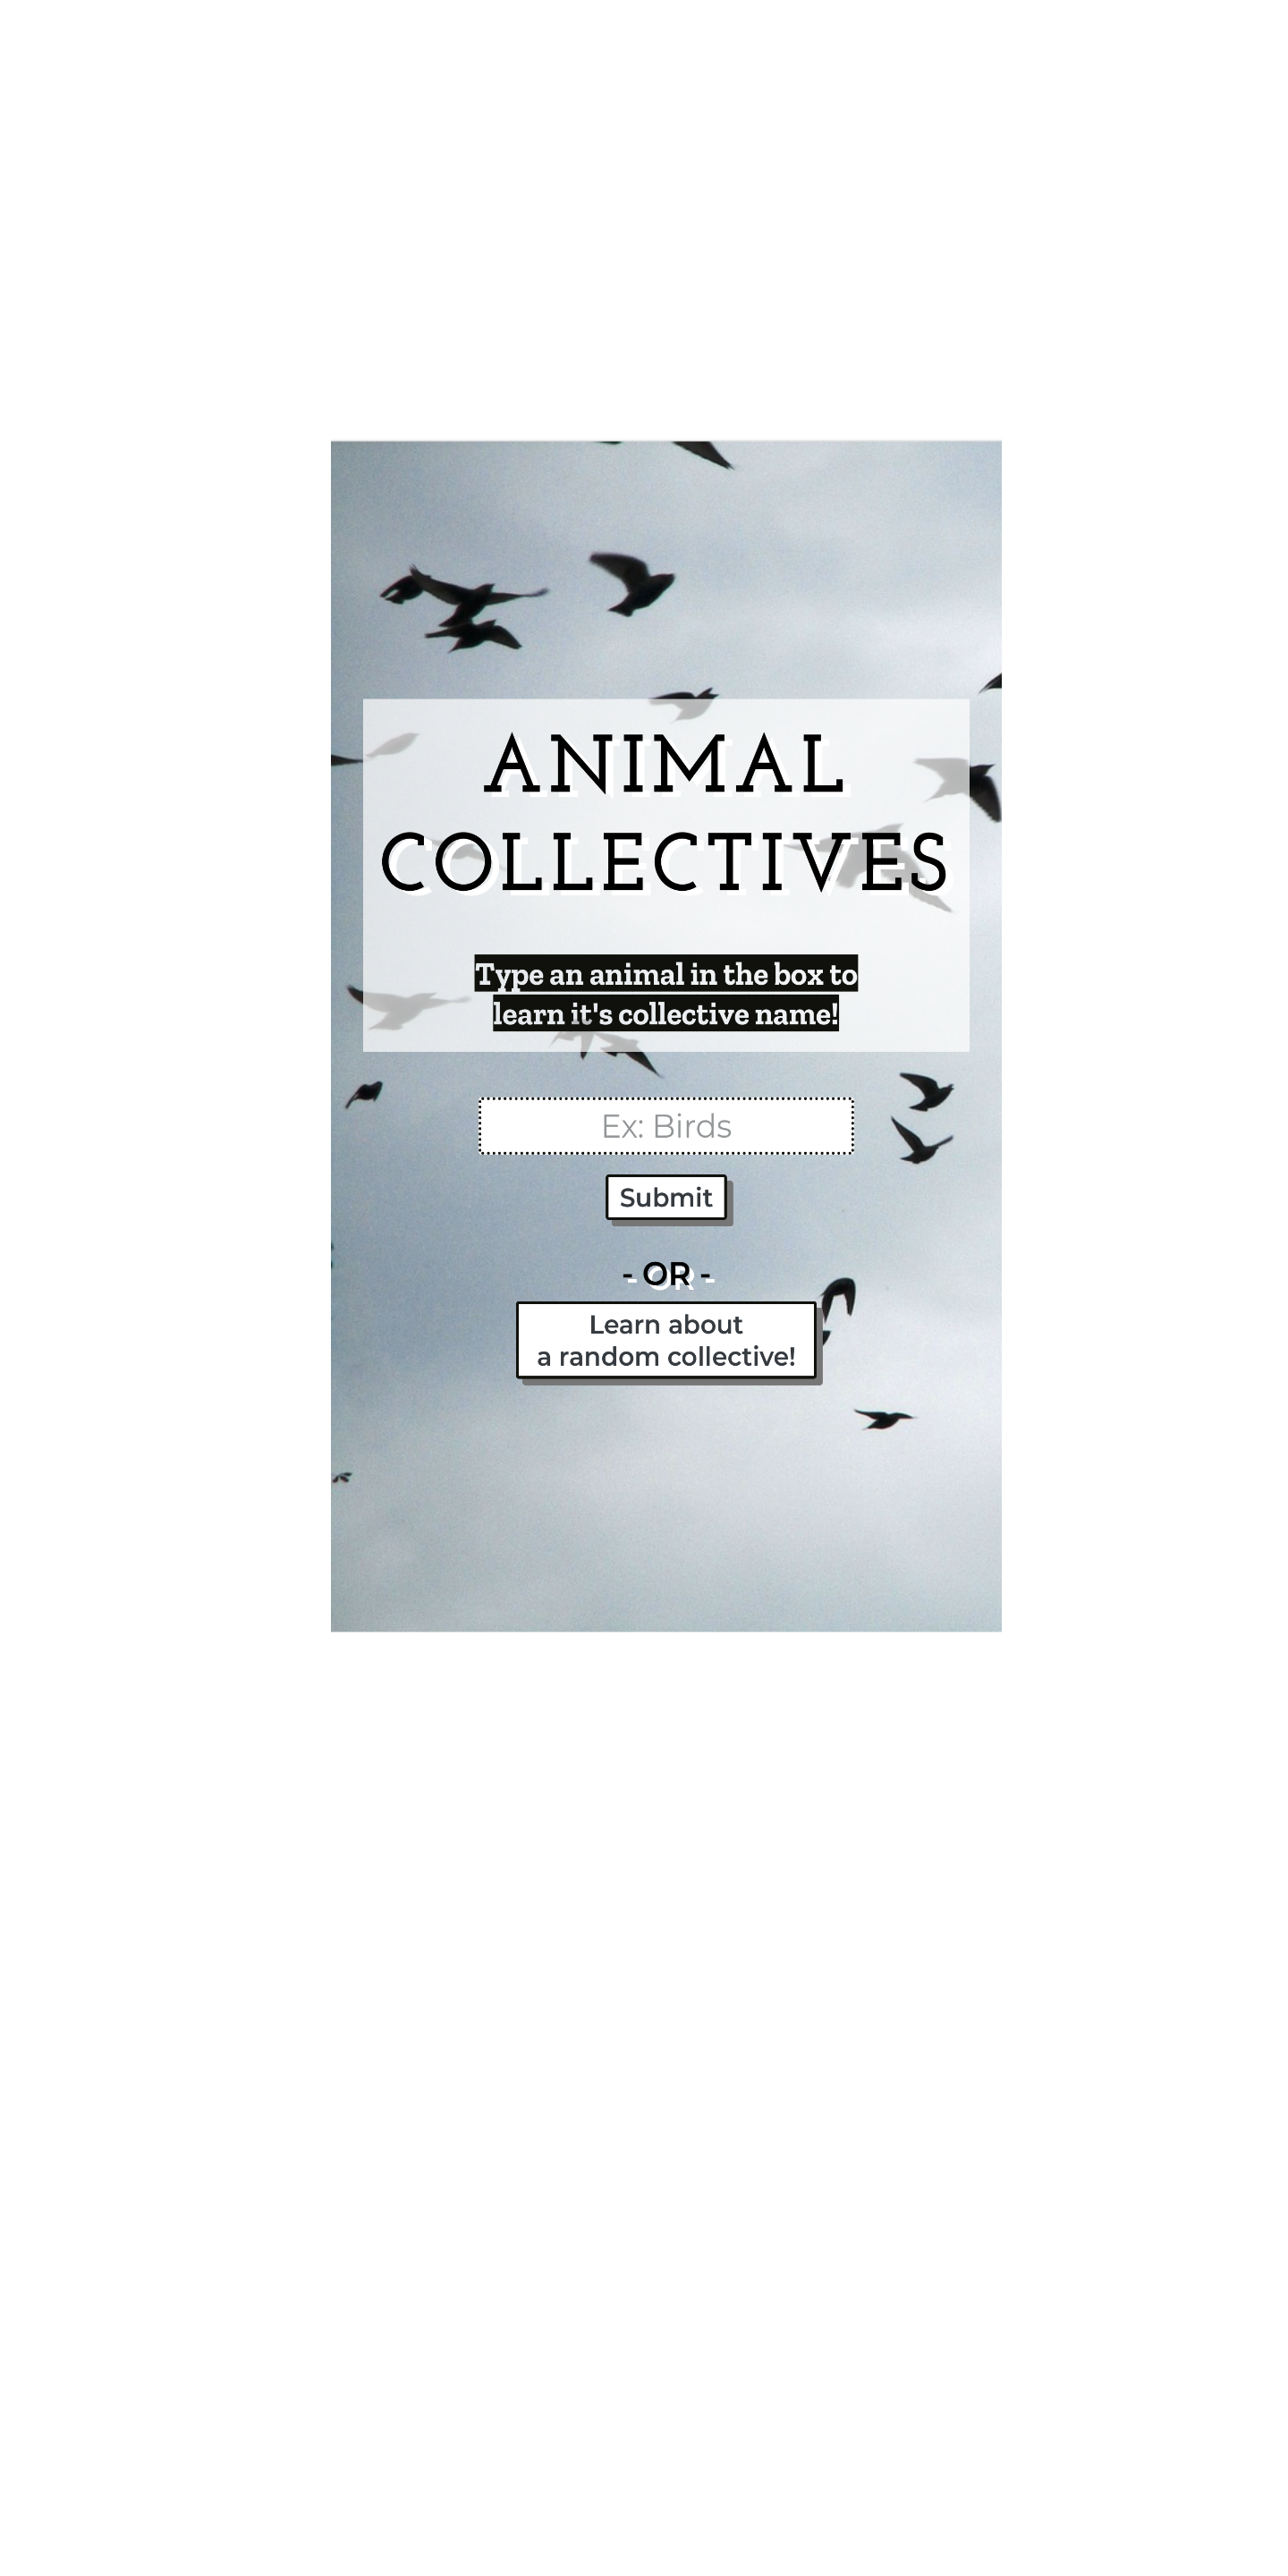 ANIMAL
COLLECTIVES
Type an animal in the box to
learn it's collective name!
Ex: Birds
Submit
- OR -
Learn about
a random collective!